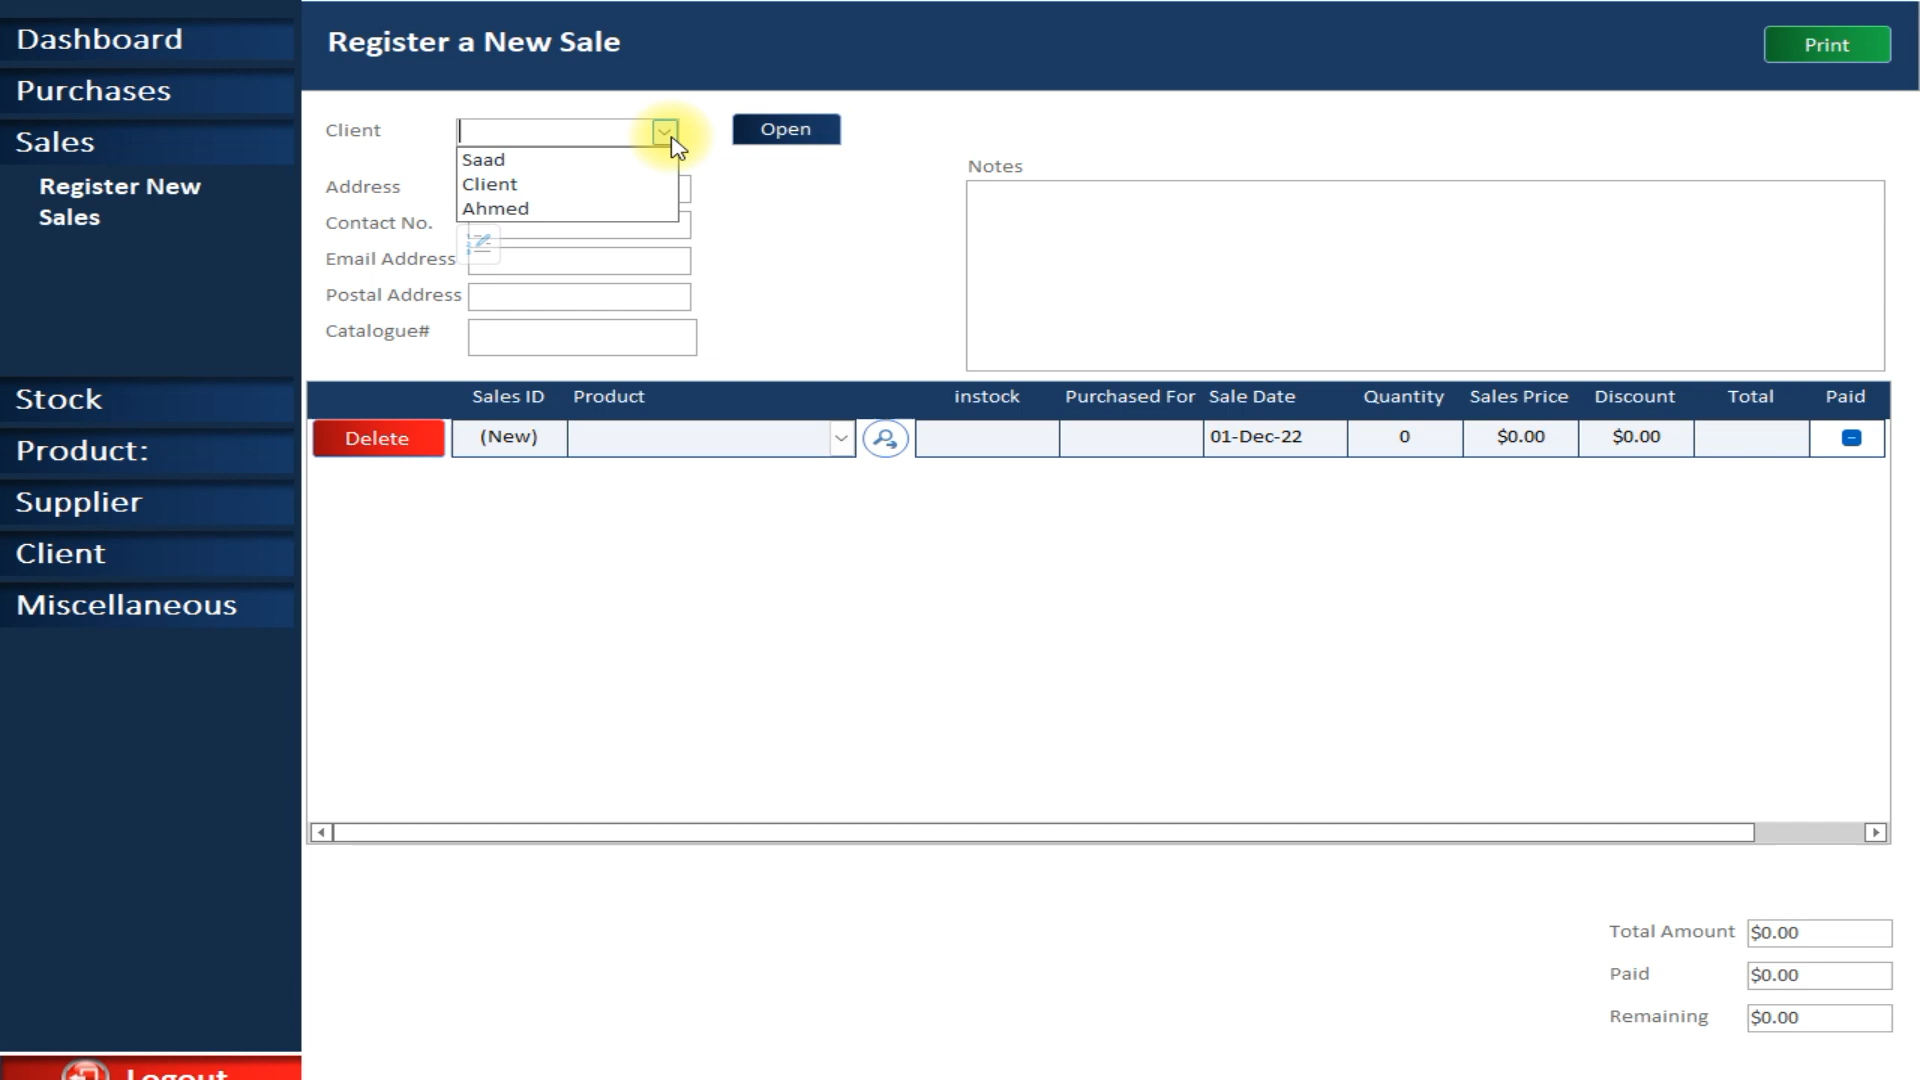 Dashboard
Purchases
Sales
Register New
Sales
Stock
Product:
Supplier
Client
Miscellaneous
Logout
Register a New Sale
Print
Client
Open
Saad
Client
Ahmed
Address
Contact No.
Email Address
Postal Address
Catalogue#
Notes
Sales ID Product instock Purchased For Sale Date Quantity Sales Price Discount Total Paid
Delete (New) 01-Dec-22 0 $0.00 $0.00
Total Amount $0.00
Paid $0.00
Remaining $0.00